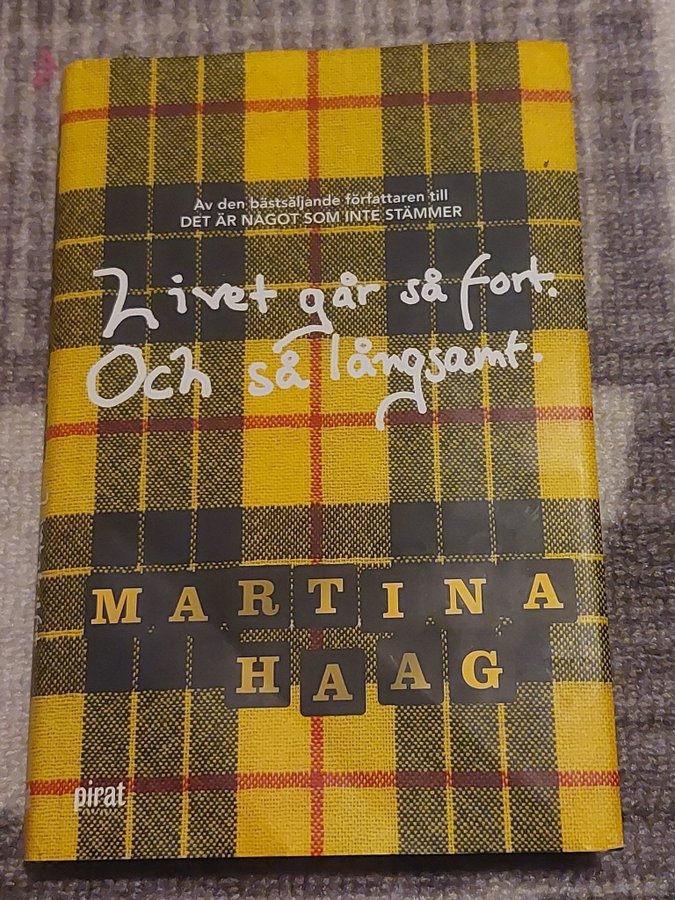 Av den bästsäljande författaren till
DET ÄR NÅGOT SOM INTE STÄMMER
Livet går så fort.
Och så långsamt.
MARTINA
HAAG
pirat